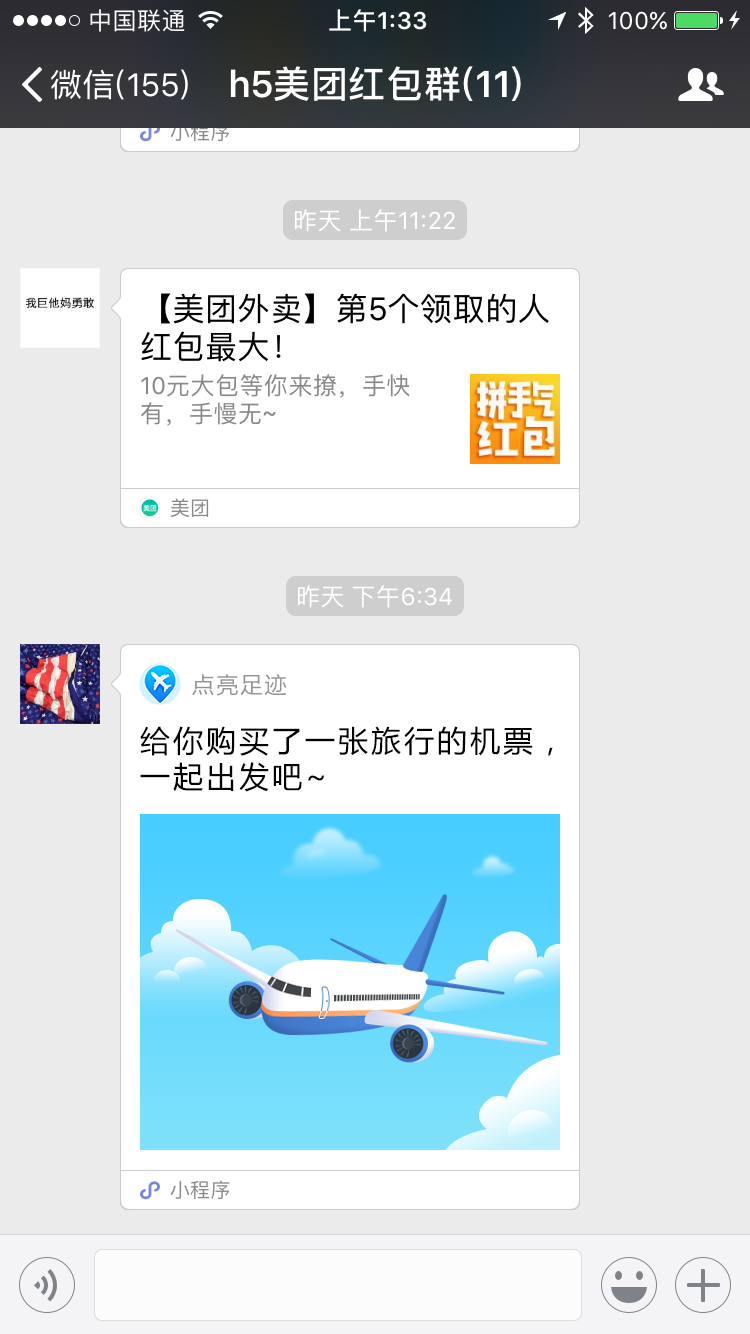 中国联通
上午1:33
100%
微信(155)
h5美团红包群(11)
小程序
昨天 上午11:22
我巨他妈勇敢
【美团外卖】第5个领取的人
红包最大！
10元大包等你来撩，手快
有，手慢无~
拼手气
红包
美团
美团
昨天 下午6:34
点亮足迹
给你购买了一张旅行的机票，
一起出发吧~
小程序